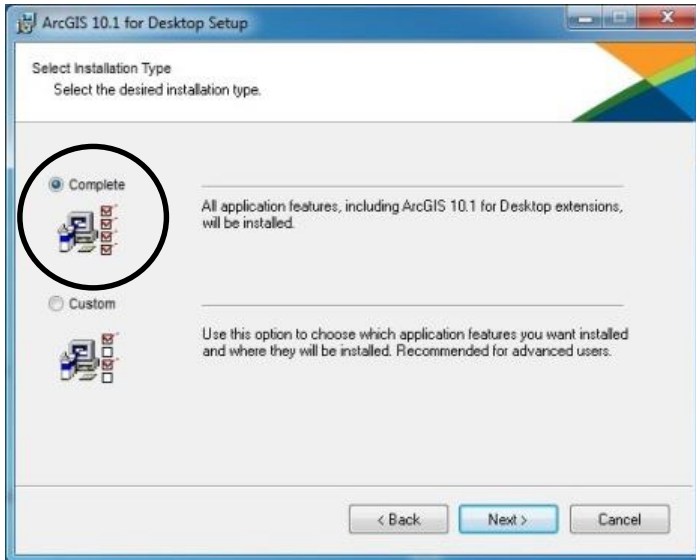 ArcGIS 10.1 for Desktop Setup
Select Installation Type
Select the desired installation type.
Complete
All application features, including ArcGIS 10.1 for Desktop extensions,
will be installed.
Custom
Use this option to choose which application features you want installed
and where they will be installed. Recommended for advanced users.
< Back
Next >
Cancel